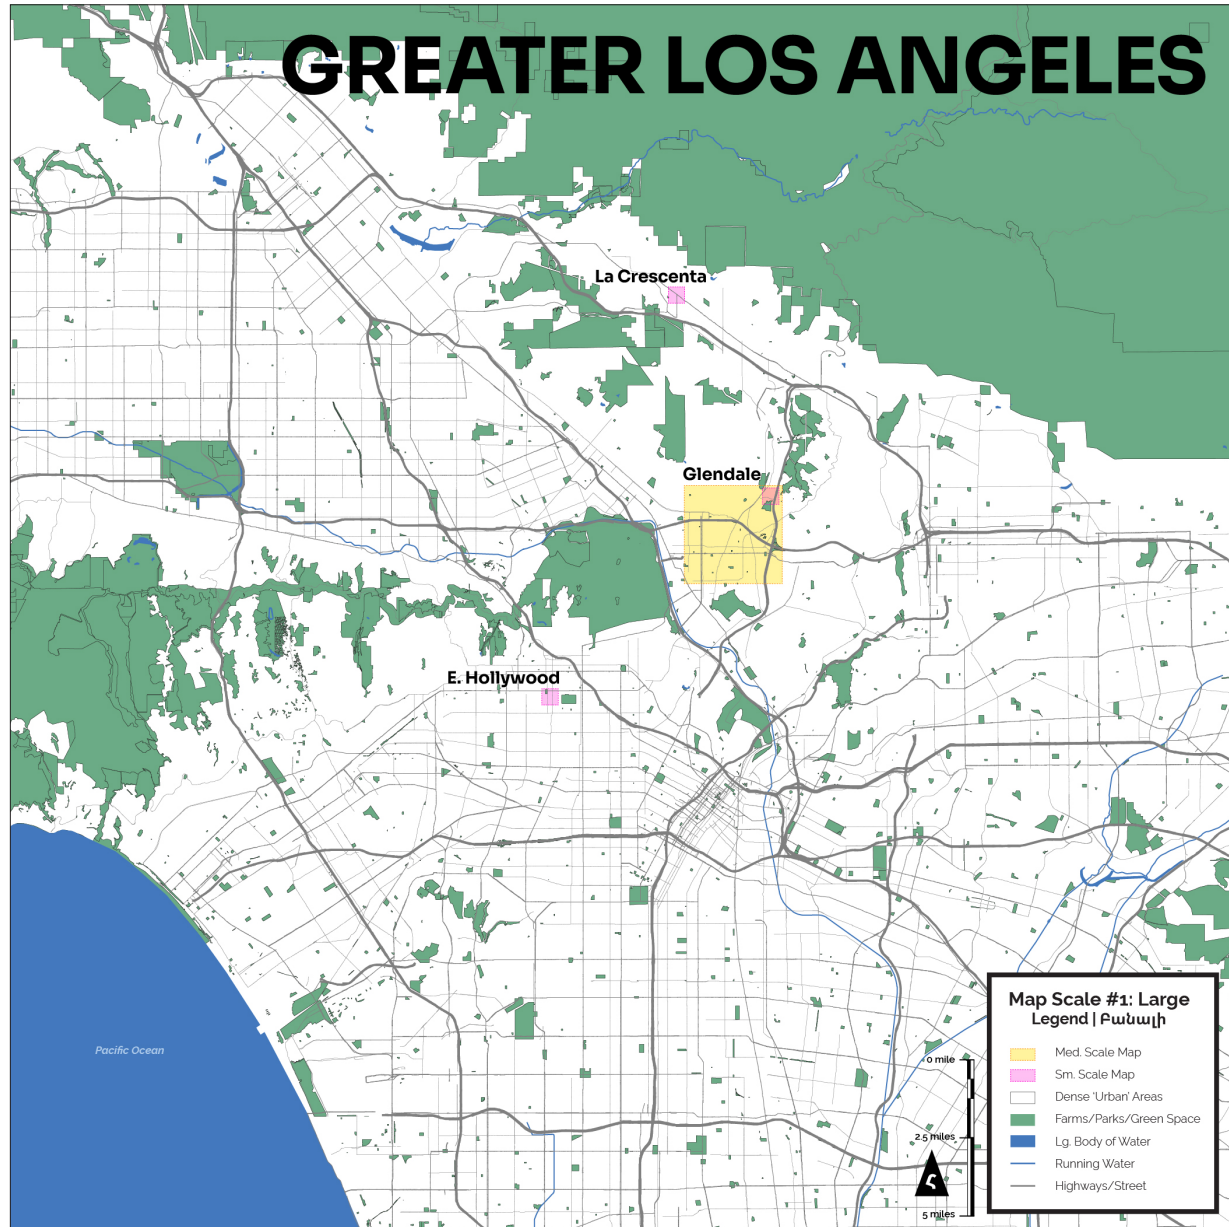 GREATER LOS ANGELES
La Crescenta
Glendale
E. Hollywood
Pacific Ocean
Map Scale #1: Large
Legend | Բանալի
Med. Scale Map
Sm. Scale Map
Dense 'Urban' Areas
Farms/Parks/Green Space
Lg. Body of Water
Running Water
Highways/Street
0 mile
2.5 miles
5 miles
Հ